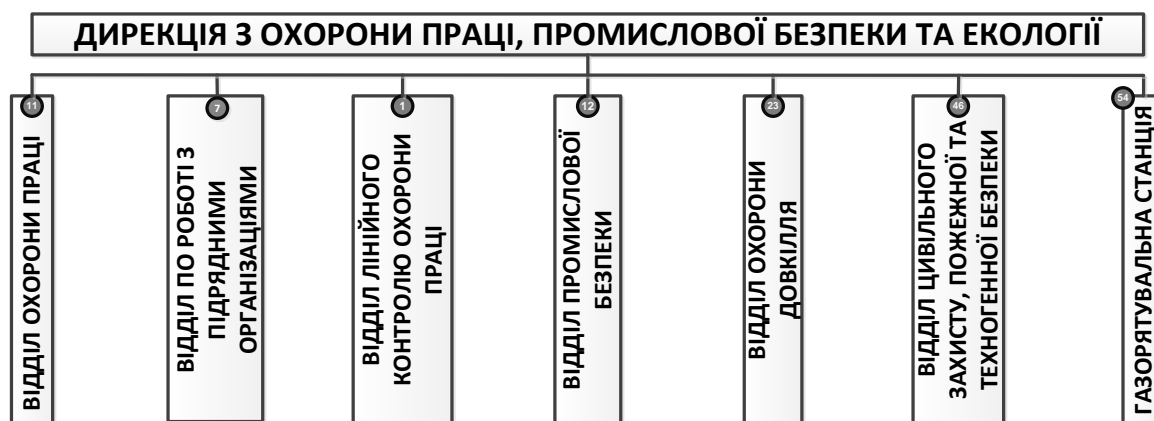 ДИРЕКЦІЯ З ОХОРОНИ ПРАЦІ, ПРОМИСЛОВОЇ БЕЗПЕКИ ТА ЕКОЛОГІЇ
11
ВІДДІЛ ОХОРОНИ ПРАЦІ
7
ВІДДІЛ ПО РОБОТІ З
ПІДРЯДНИМИ
ОРГАНІЗАЦІЯМИ
1
ВІДДІЛ ЛІНІЙНОГО
КОНТРОЛЮ ОХОРОНИ
ПРАЦІ
12
ВІДДІЛ ПРОМИСЛОВОЇ
БЕЗПЕКИ
23
ВІДДІЛ ОХОРОНИ
ДОВКІЛЛЯ
46
ВІДДІЛ ЦИВІЛЬНОГО
ЗАХИСТУ, ПОЖЕЖНОЇ ТА
ТЕХНОГЕННОЇ БЕЗПЕКИ
54
ГАЗОРЯТУВАЛЬНА СТАНЦІЯ